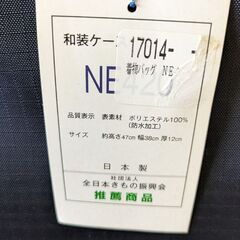 和装ケー
17014-
着物バッグ NE
NE420
品質表示 表素材 ポリエステル100%
(防水加工)
サイズ 約高さ47cm 幅38cm 厚12cm
日本製
社団法人
全日本きもの振興会
推薦商品